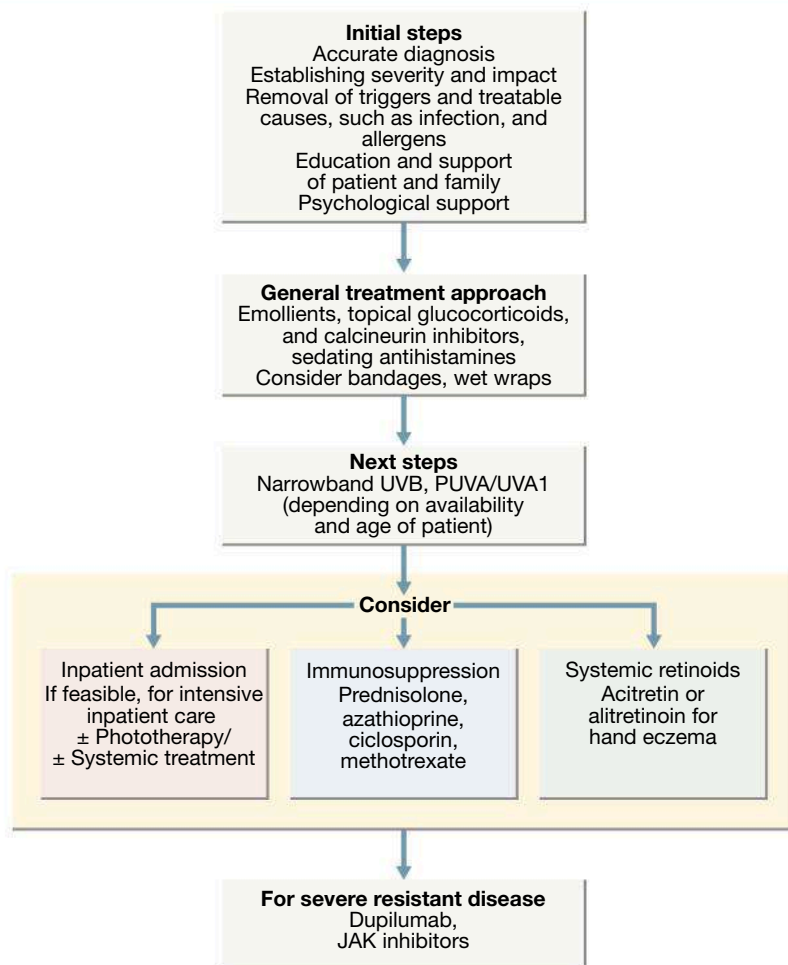 Initial steps
Accurate diagnosis
Establishing severity and impact
Removal of triggers and treatable
causes, such as infection, and
allergens
Education and support
of patient and family
Psychological support
General treatment approach
Emollients, topical glucocorticoids,
and calcineurin inhibitors,
sedating antihistamines
Consider bandages, wet wraps
Next steps
Narrowband UVB, PUVA/UVA1
(depending on availability
and age of patient)
Consider
Inpatient admission
If feasible, for intensive
inpatient care
± Phototherapy/
± Systemic treatment
Immunosuppression
Prednisolone,
azathioprine,
ciclosporin,
methotrexate
Systemic retinoids
Acitretin or
alitretinoin for
hand eczema
For severe resistant disease
Dupilumab,
JAK inhibitors